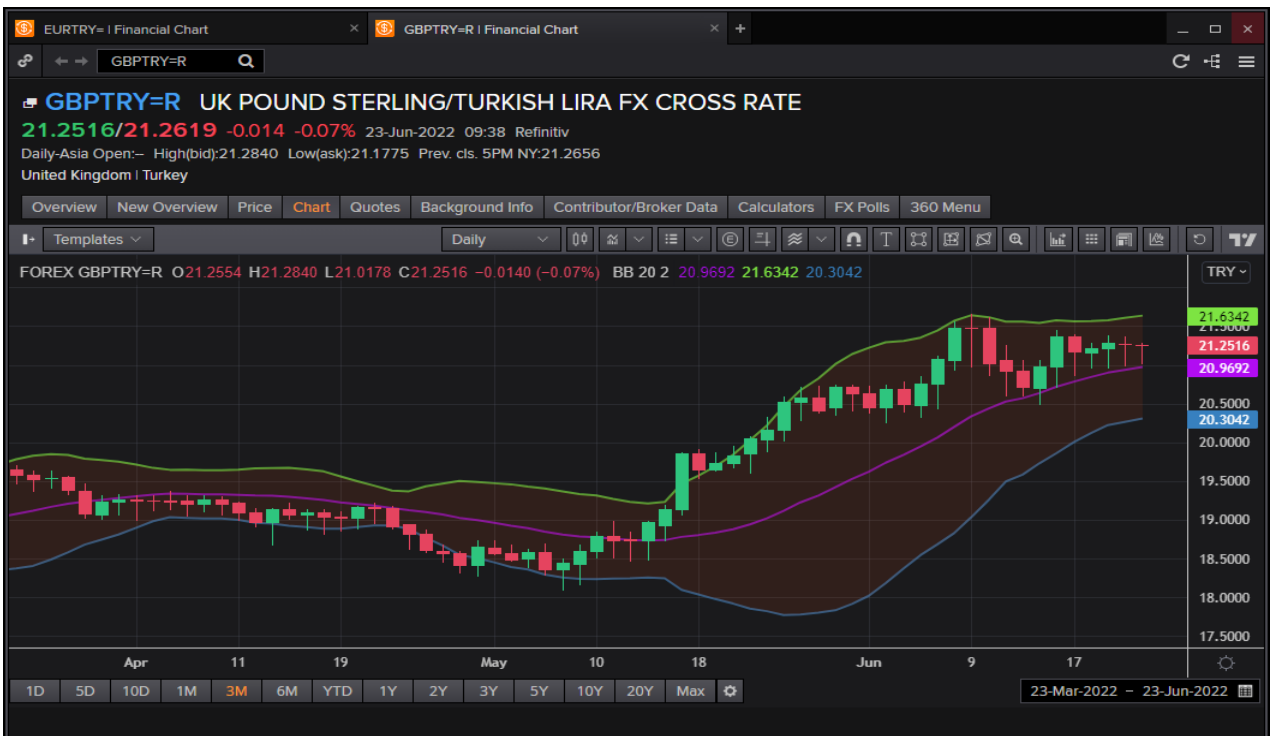 EURTRY= | Financial Chart
GBPTRY=R | Financial Chart
GBPTRY=R
GBPTRY=R UK POUND STERLING/TURKISH LIRA FX CROSS RATE
21.2516/21.2619 -0.014 -0.07% 23-Jun-2022 09:38 Refinitiv
Daily-Asia Open:-- High(bid):21.2840 Low(ask):21.1775 Prev. cls. 5PM NY:21.2656
United Kingdom | Turkey
Overview New Overview Price Chart Quotes Background Info Contributor/Broker Data Calculators FX Polls 360 Menu
Templates Daily E T
FOREX GBPTRY=R O21.2554 H21.2840 L21.0178 C21.2516 −0.0140 (−0.07%) BB 20 2 20.9692 21.6342 20.3042
TRY
21.6342
21.5000
21.2516
20.9692
20.5000
20.3042
20.0000
19.5000
19.0000
18.5000
18.0000
17.5000
Apr 11 19 May 10 18 Jun 9 17
1D 5D 10D 1M 3M 6M YTD 1Y 2Y 3Y 5Y 10Y 20Y Max
23-Mar-2022 – 23-Jun-2022